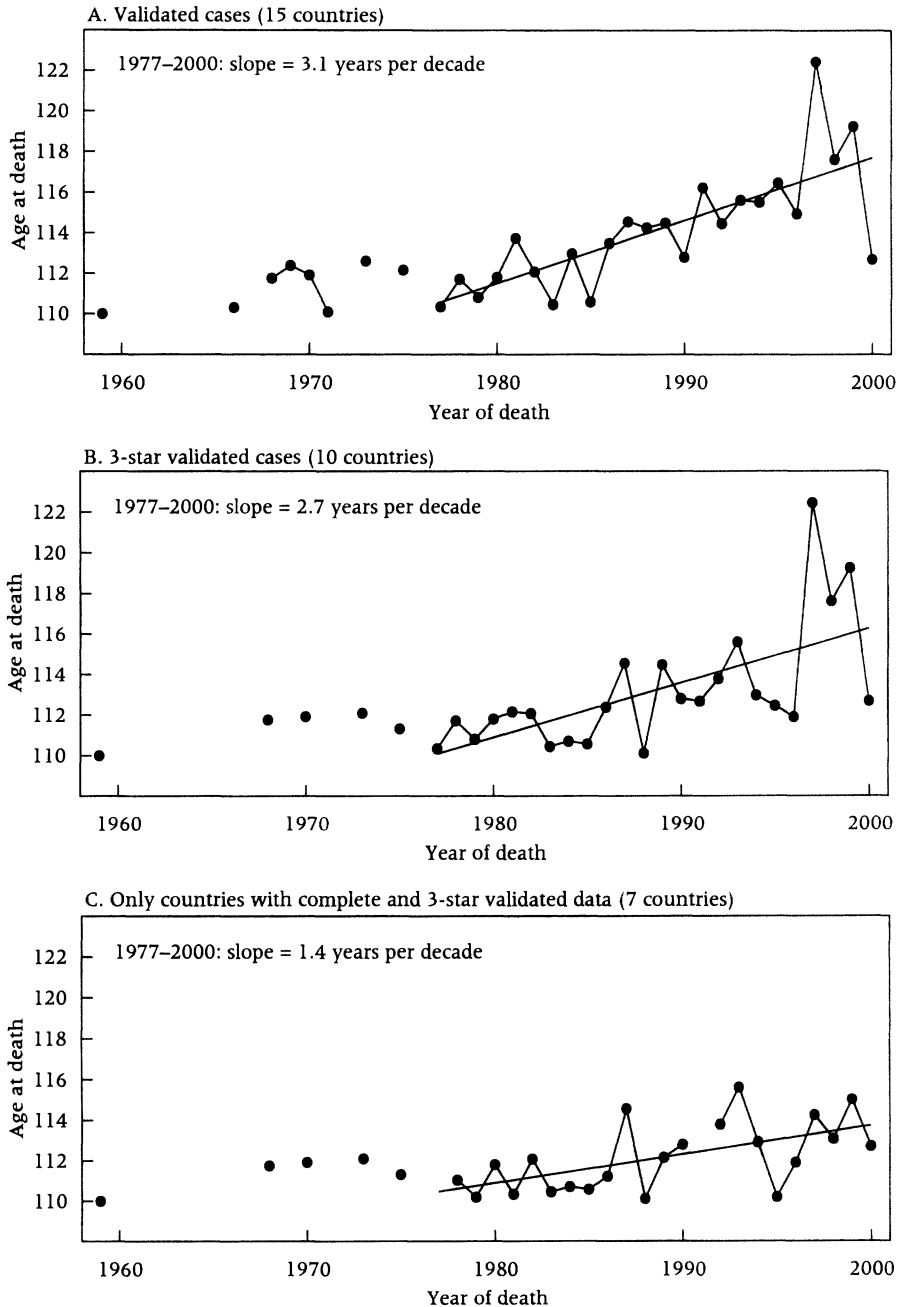 A. Validated cases (15 countries)
1977–2000: slope = 3.1 years per decade
122
120
118
116
114
112
110
Age at death
1960 1970 1980 1990 2000
Year of death
B. 3-star validated cases (10 countries)
1977–2000: slope = 2.7 years per decade
122
120
118
116
114
112
110
Age at death
1960 1970 1980 1990 2000
Year of death
C. Only countries with complete and 3-star validated data (7 countries)
1977–2000: slope = 1.4 years per decade
122
120
118
116
114
112
110
Age at death
1960 1970 1980 1990 2000
Year of death